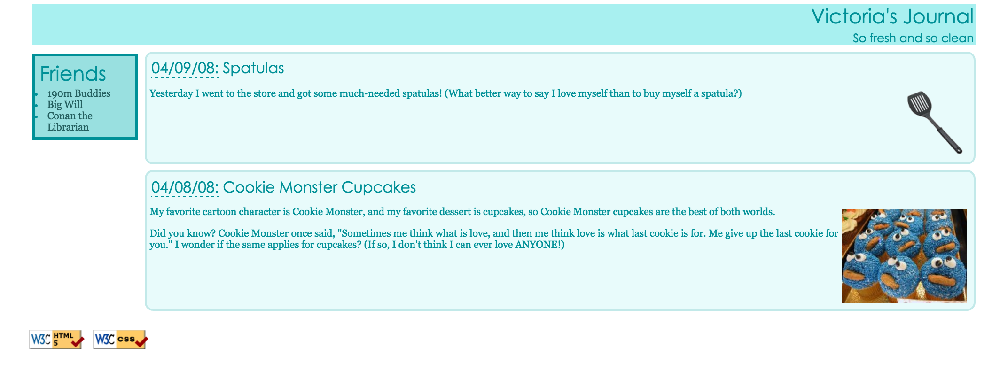 Victoria's Journal
So fresh and so clean
Friends
190m Buddies
Big Will
Conan the
Librarian
04/09/08: Spatulas
Yesterday I went to the store and got some much-needed spatulas! (What better way to say I love myself than to buy myself a spatula?)
04/08/08: Cookie Monster Cupcakes
My favorite cartoon character is Cookie Monster, and my favorite dessert is cupcakes, so Cookie Monster cupcakes are the best of both worlds.
Did you know? Cookie Monster once said, "Sometimes me think what is love, and then me think love is what last cookie is for. Me give up the last cookie for
you." I wonder if the same applies for cupcakes? (If so, I don't think I can ever love ANYONE!)
W3C HTML
5
W3C css